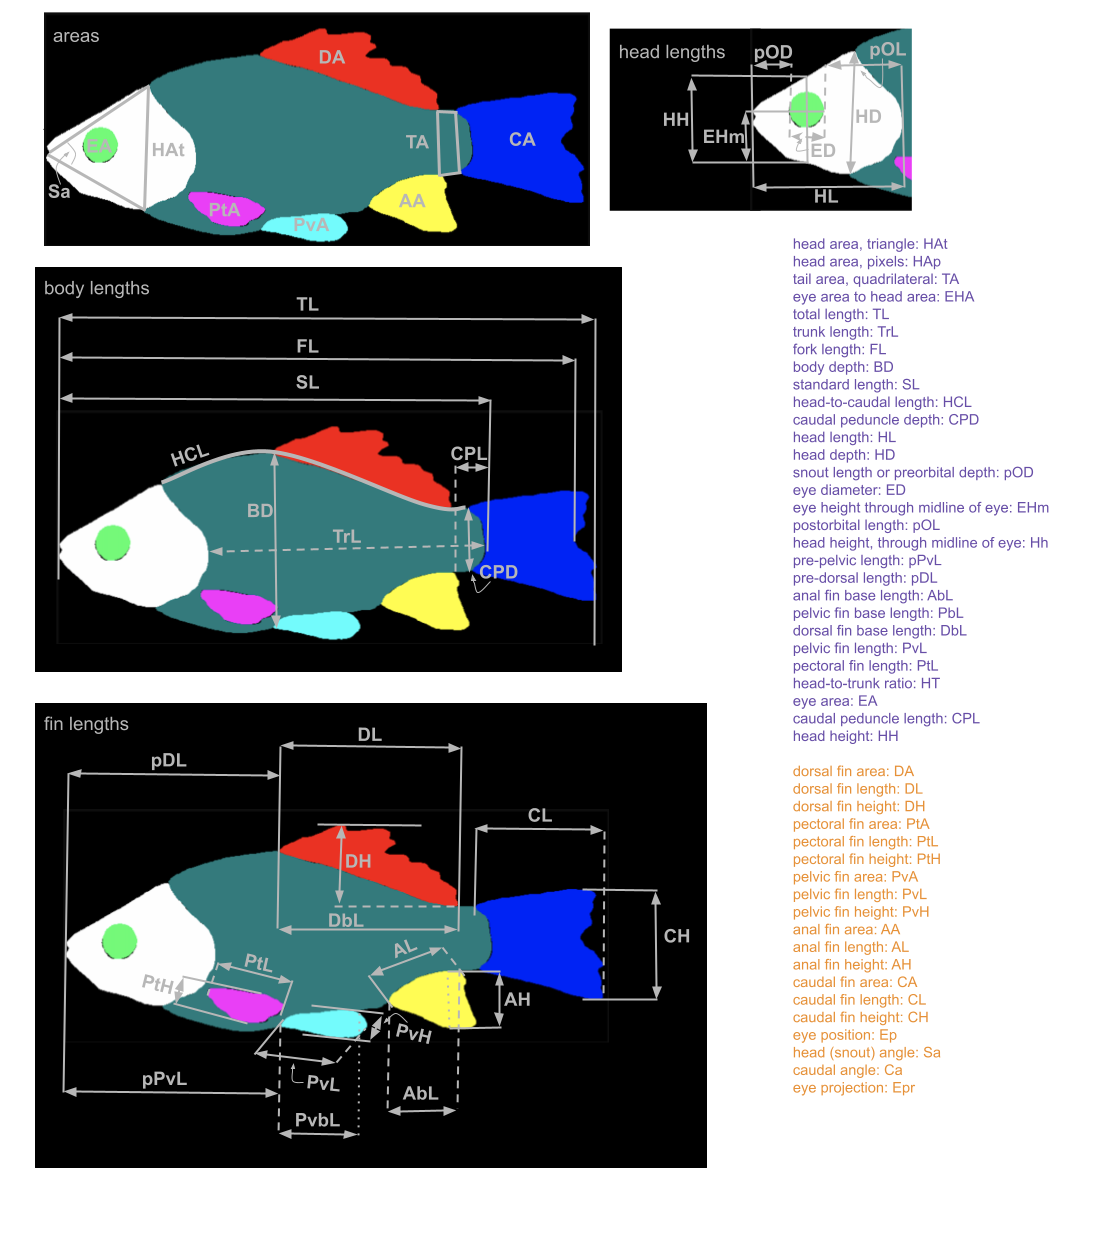 areas
DA
TA
CA
EA
HAt
Sa
PtA
PvA
AA
head lengths
pOD
pOL
HH
EHm
HD
ED
HL
body lengths
TL
FL
SL
HCL
CPL
BD
TrL
CPD
fin lengths
DL
pDL
CL
DH
DbL
CH
AL
PtL
PtH
AH
PvH
PvL
pPvL
AbL
PvbL
head area, triangle: HAt
head area, pixels: HAp
tail area, quadrilateral: TA
eye area to head area: EHA
total length: TL
trunk length: TrL
fork length: FL
body depth: BD
standard length: SL
head-to-caudal length: HCL
caudal peduncle depth: CPD
head length: HL
head depth: HD
snout length or preorbital depth: pOD
eye diameter: ED
eye height through midline of eye: EHm
postorbital length: pOL
head height, through midline of eye: Hh
pre-pelvic length: pPvL
pre-dorsal length: pDL
anal fin base length: AbL
pelvic fin base length: PbL
dorsal fin base length: DbL
pelvic fin length: PvL
pectoral fin length: PtL
head-to-trunk ratio: HT
eye area: EA
caudal peduncle length: CPL
head height: HH
dorsal fin area: DA
dorsal fin length: DL
dorsal fin height: DH
pectoral fin area: PtA
pectoral fin length: PtL
pectoral fin height: PtH
pelvic fin area: PvA
pelvic fin length: PvL
pelvic fin height: PvH
anal fin area: AA
anal fin length: AL
anal fin height: AH
caudal fin area: CA
caudal fin length: CL
caudal fin height: CH
eye position: Ep
head (snout) angle: Sa
caudal angle: Ca
eye projection: Epr